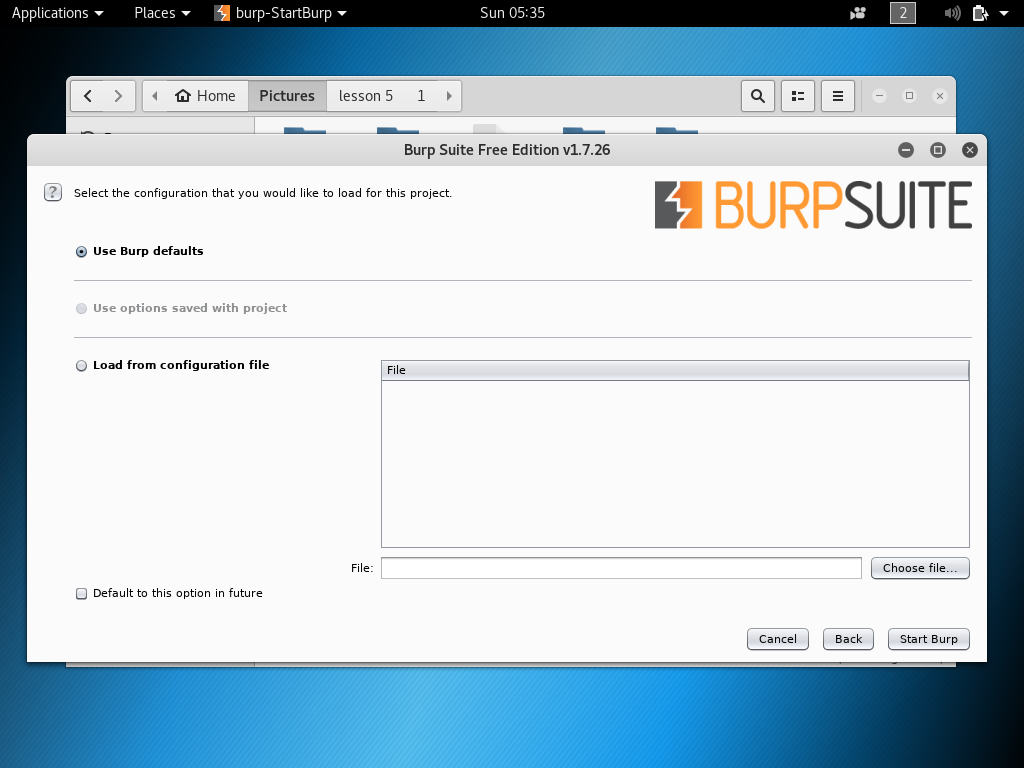 Applications Places burp-StartBurp Sun 05:35 2
Home Pictures lesson 5 1
Burp Suite Free Edition v1.7.26
? Select the configuration that you would like to load for this project.
BURPSUITE
Use Burp defaults
Use options saved with project
Load from configuration file
File
File: Choose file...
Default to this option in future
Cancel Back Start Burp